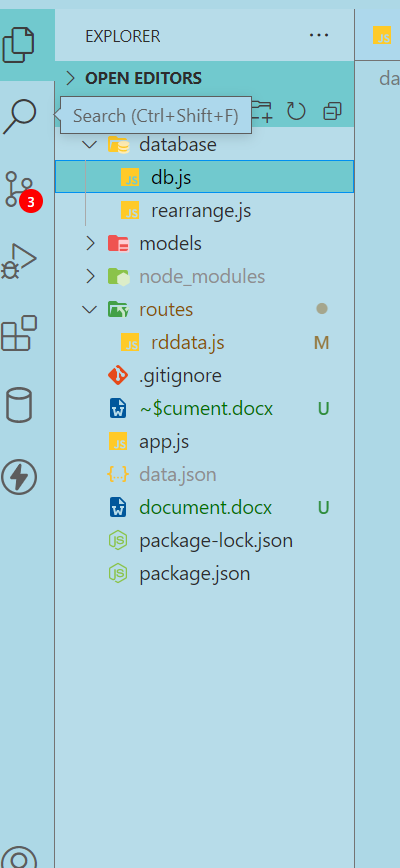 EXPLORER
OPEN EDITORS
Search (Ctrl+Shift+F)
database
db.js
rearrange.js
3
models
node_modules
routes
rddata.js M
.gitignore
~$cument.docx U
app.js
data.json
document.docx U
package-lock.json
package.json
da